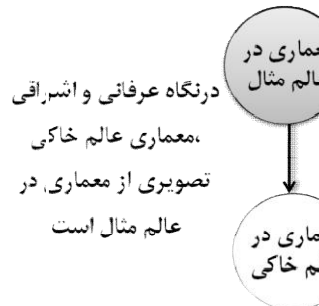 معماری در
عالم مثال
درنگاه عرفانی و اشراقی
،معماری عالم خاکی
تصویری از معماری, در
عالم مثال است
معماری در
عالم خاکی